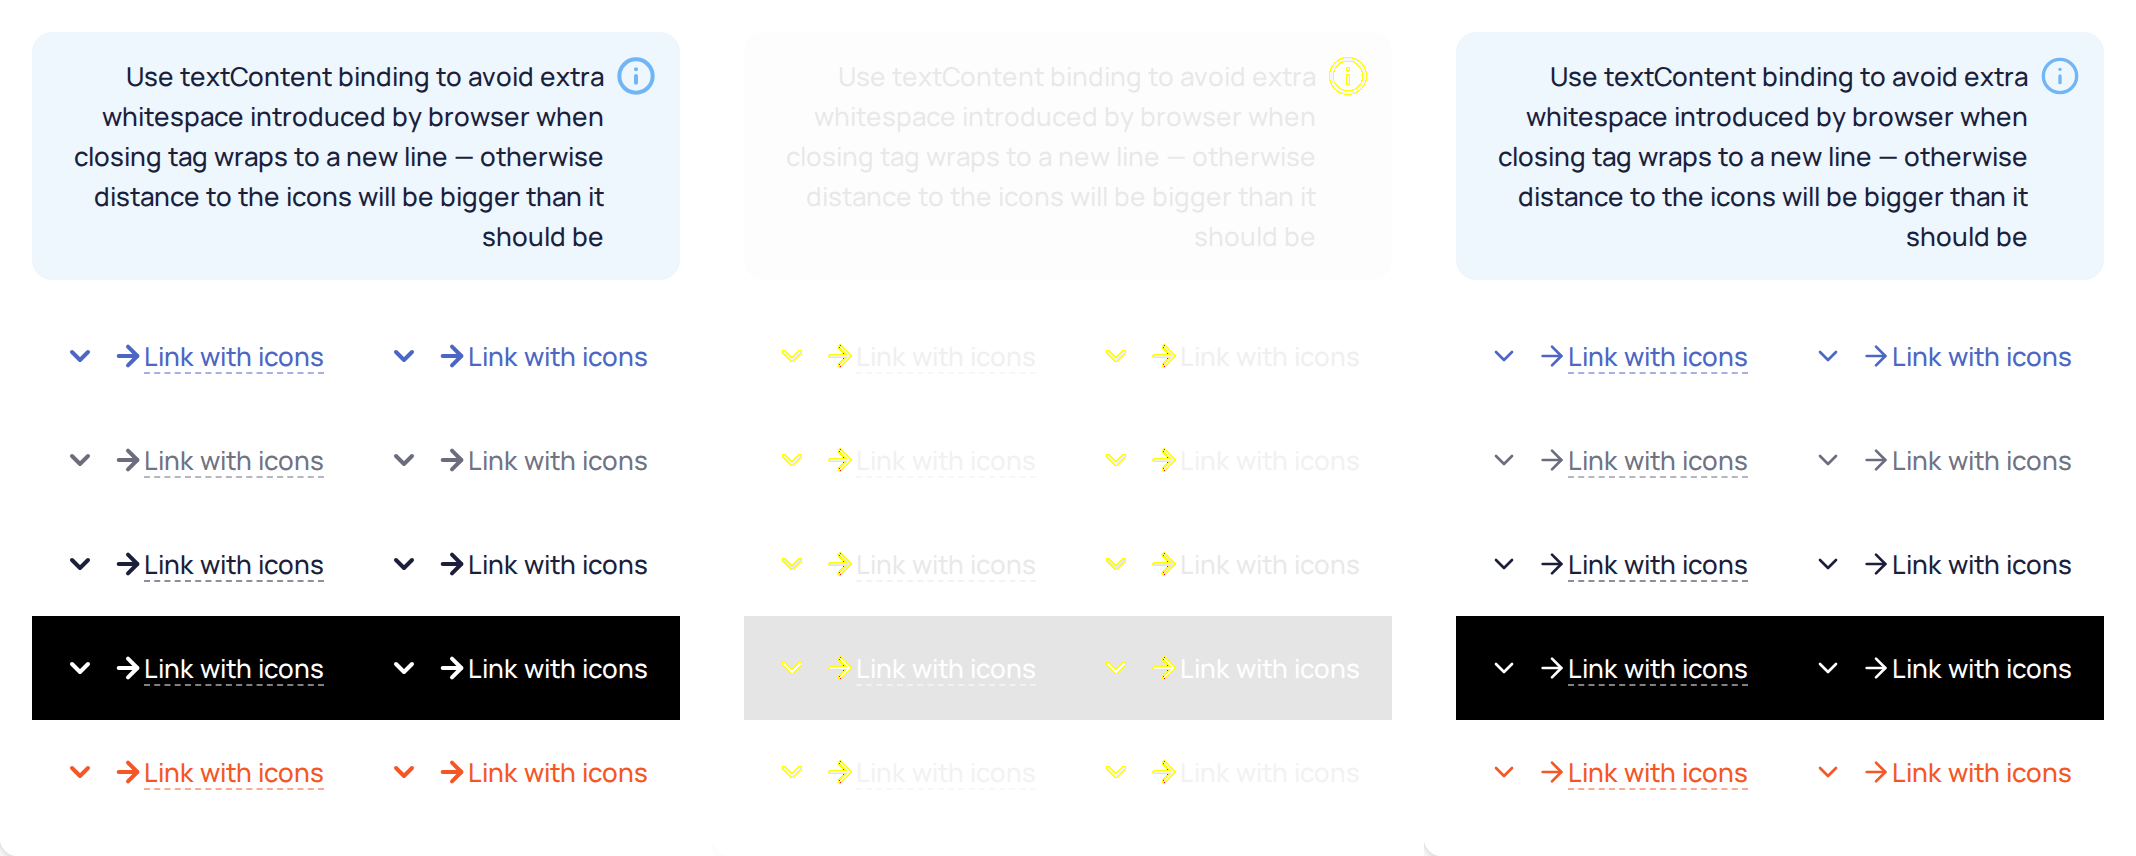 Use textContent binding to avoid extra
whitespace introduced by browser when
closing tag wraps to a new line — otherwise
distance to the icons will be bigger than it
should be
Link with icons Link with icons
Link with icons Link with icons
Link with icons Link with icons
Link with icons Link with icons
Link with icons Link with icons
Use textContent binding to avoid extra
whitespace introduced by browser when
closing tag wraps to a new line — otherwise
distance to the icons will be bigger than it
should be
Link with icons Link with icons
Link with icons Link with icons
Link with icons Link with icons
Link with icons Link with icons
Link with icons Link with icons
Use textContent binding to avoid extra
whitespace introduced by browser when
closing tag wraps to a new line — otherwise
distance to the icons will be bigger than it
should be
Link with icons Link with icons
Link with icons Link with icons
Link with icons Link with icons
Link with icons Link with icons
Link with icons Link with icons